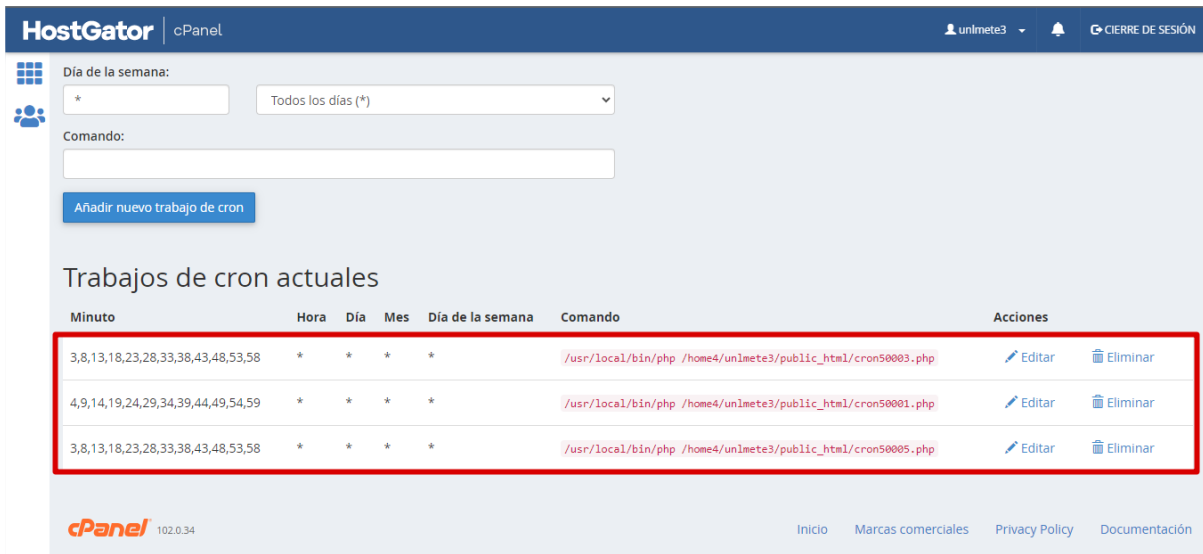 HostGator cPanel unlmete3 CIERRE DE SESIÓN
Día de la semana:
* Todos los días (*)
Comando:
Añadir nuevo trabajo de cron
Trabajos de cron actuales
Minuto Hora Día Mes Día de la semana Comando Acciones
3,8,13,18,23,28,33,38,43,48,53,58 * * * * /usr/local/bin/php /home4/unlmete3/public_html/cron50003.php Editar Eliminar
4,9,14,19,24,29,34,39,44,49,54,59 * * * * /usr/local/bin/php /home4/unlmete3/public_html/cron50001.php Editar Eliminar
3,8,13,18,23,28,33,38,43,48,53,58 * * * * /usr/local/bin/php /home4/unlmete3/public_html/cron50005.php Editar Eliminar
cPanel 102.0.34 Inicio Marcas comerciales Privacy Policy Documentación